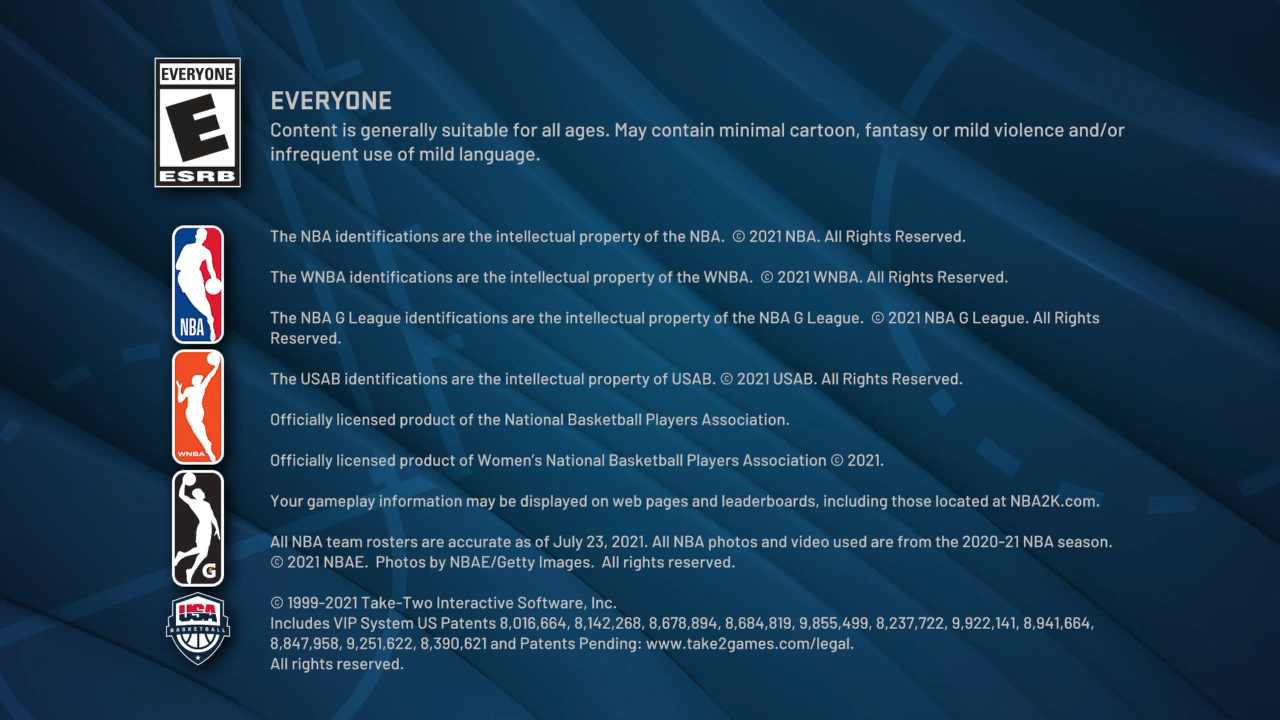 EVERYONE
E
ESRB
EVERYONE
Content is generally suitable for all ages. May contain minimal cartoon, fantasy or mild violence and/or
infrequent use of mild language.
NBA
The NBA identifications are the intellectual property of the NBA.  © 2021 NBA. All Rights Reserved.
The WNBA identifications are the intellectual property of the WNBA.  © 2021 WNBA. All Rights Reserved.
The NBA G League identifications are the intellectual property of the NBA G League.  © 2021 NBA G League. All Rights
Reserved.
WNBA
The USAB identifications are the intellectual property of USAB. © 2021 USAB. All Rights Reserved.
Officially licensed product of the National Basketball Players Association.
Officially licensed product of Women's National Basketball Players Association © 2021.
G
Your gameplay information may be displayed on web pages and leaderboards, including those located at NBA2K.com.
All NBA team rosters are accurate as of July 23, 2021. All NBA photos and video used are from the 2020-21 NBA season.
© 2021 NBAE.  Photos by NBAE/Getty Images.  All rights reserved.
USA
BASKETBALL
© 1999-2021 Take-Two Interactive Software, Inc.
Includes VIP System US Patents 8,016,664, 8,142,268, 8,678,894, 8,684,819, 9,855,499, 8,237,722, 9,922,141, 8,941,664,
8,847,958, 9,251,622, 8,390,621 and Patents Pending: www.take2games.com/legal.
All rights reserved.